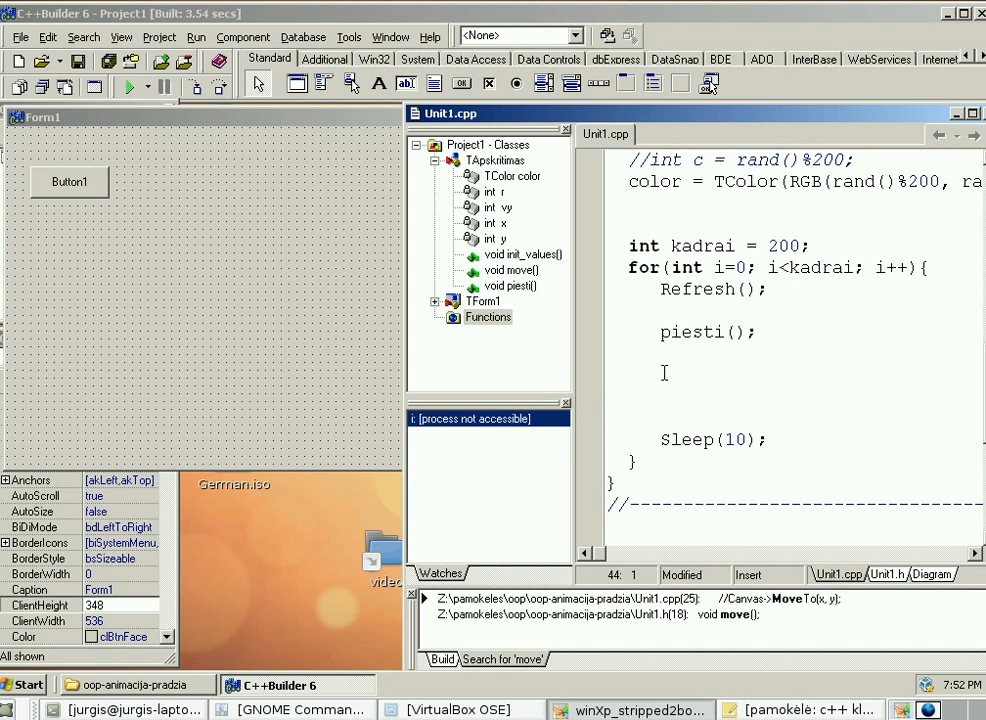 C++Builder 6 - Project1 [Built: 3.54 secs]
File Edit Search View Project Run Component Database Tools Window Help <None>
Standard Additional Win32 System Data Access Data Controls dbExpress DataSnap BDE ADO InterBase WebServices Internet
Form1
Button1
Unit1.cpp
Project1 - Classes
TApskritimas
TColor color
int r
int vy
int x
int y
void init_values()
void move()
void piesti()
TForm1
Functions
Unit1.cpp
//int c = rand()%200;
color = TColor(RGB(rand()%200, ra
int kadrai = 200;
for(int i=0; i<kadrai; i++){
Refresh();
piesti();
Sleep(10);
}
}
//---------------------------------
i: [process not accessible]
Watches
44: 1 Modified Insert Unit1.cpp Unit1.h Diagram
Anchors [akLeft,akTop]
AutoScroll true
AutoSize false
BiDiMode bdLeftToRight
BorderIcons [biSystemMenu,
BorderStyle bsSizeable
BorderWidth 0
Caption Form1
ClientHeight 348
ClientWidth 536
Color clBtnFace
All shown
German.iso
video
Z:\pamokeles\oop\oop-animacija-pradzia\Unit1.cpp(25): //Canvas->MoveTo(x, y);
Z:\pamokeles\oop\oop-animacija-pradzia\Unit1.h(18): void move();
Build Search for 'move'
Start oop-animacija-pradzia C++Builder 6 7:52 PM
[jurgis@jurgis-lapto... [GNOME Comman... [VirtualBox OSE] winXp_stripped2bo... [pamokėlė: c++ kl...